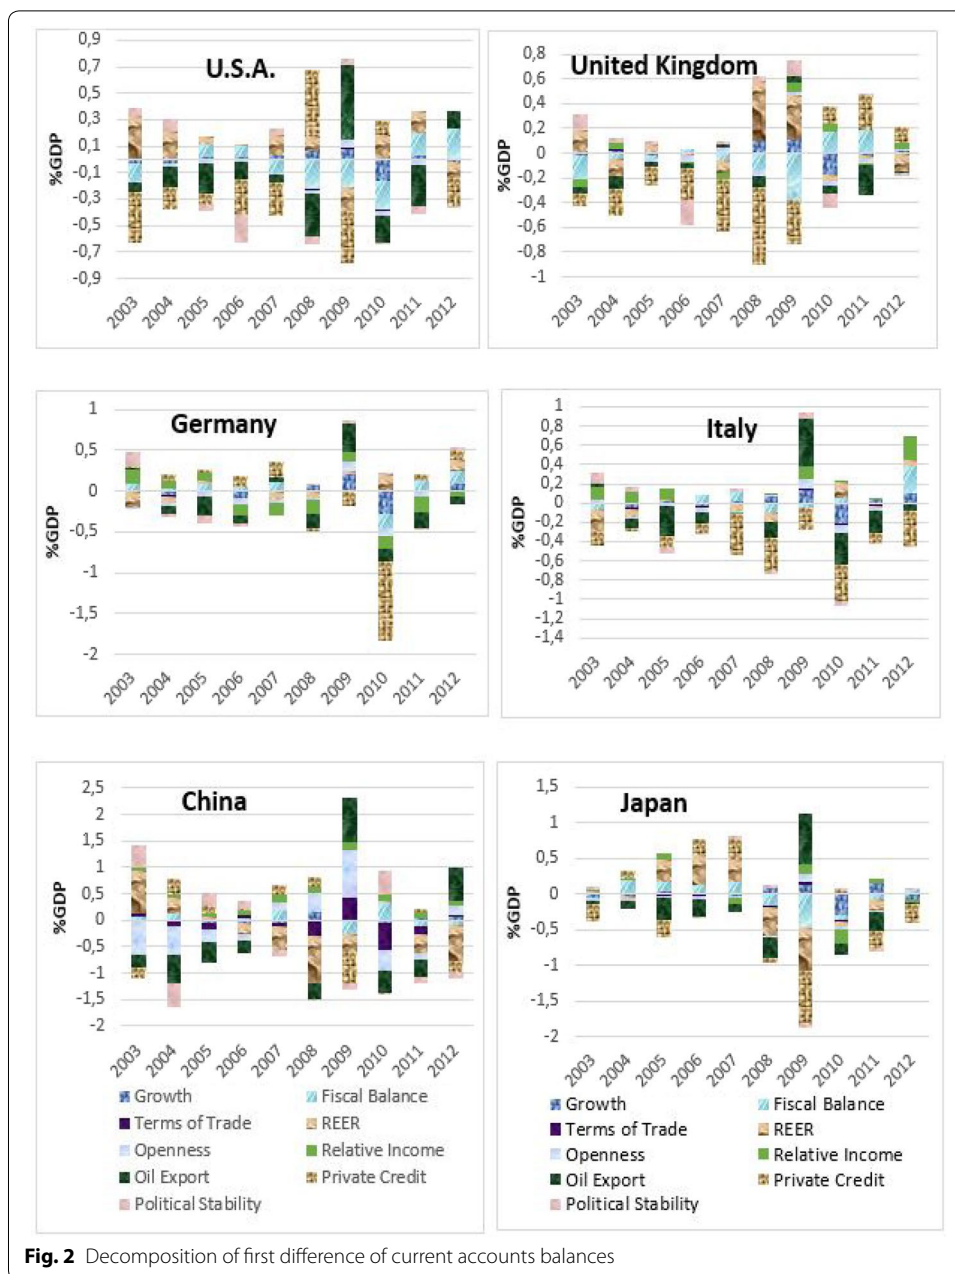 U.S.A.
%GDP
0,9
0,7
0,5
0,3
0,1
-0,1
-0,3
-0,5
-0,7
-0,9
2003 2004 2005 2006 2007 2008 2009 2010 2011 2012
United Kingdom
%GDP
0,8
0,6
0,4
0,2
0
-0,2
-0,4
-0,6
-0,8
-1
2003 2004 2005 2006 2007 2008 2009 2010 2011 2012
Germany
%GDP
1
0,5
0
-0,5
-1
-1,5
-2
2003 2004 2005 2006 2007 2008 2009 2010 2011 2012
Italy
%GDP
1
0,8
0,6
0,4
0,2
0
-0,2
-0,4
-0,6
-0,8
-1
-1,2
-1,4
2003 2004 2005 2006 2007 2008 2009 2010 2011 2012
China
%GDP
2,5
2
1,5
1
0,5
0
-0,5
-1
-1,5
-2
2003 2004 2005 2006 2007 2008 2009 2010 2011 2012
Growth Fiscal Balance
Terms of Trade REER
Openness Relative Income
Oil Export Private Credit
Political Stability
Japan
%GDP
1,5
1
0,5
0
-0,5
-1
-1,5
-2
2003 2004 2005 2006 2007 2008 2009 2010 2011 2012
Growth Fiscal Balance
Terms of Trade REER
Openness Relative Income
Oil Export Private Credit
Political Stability
Fig. 2 Decomposition of first difference of current accounts balances